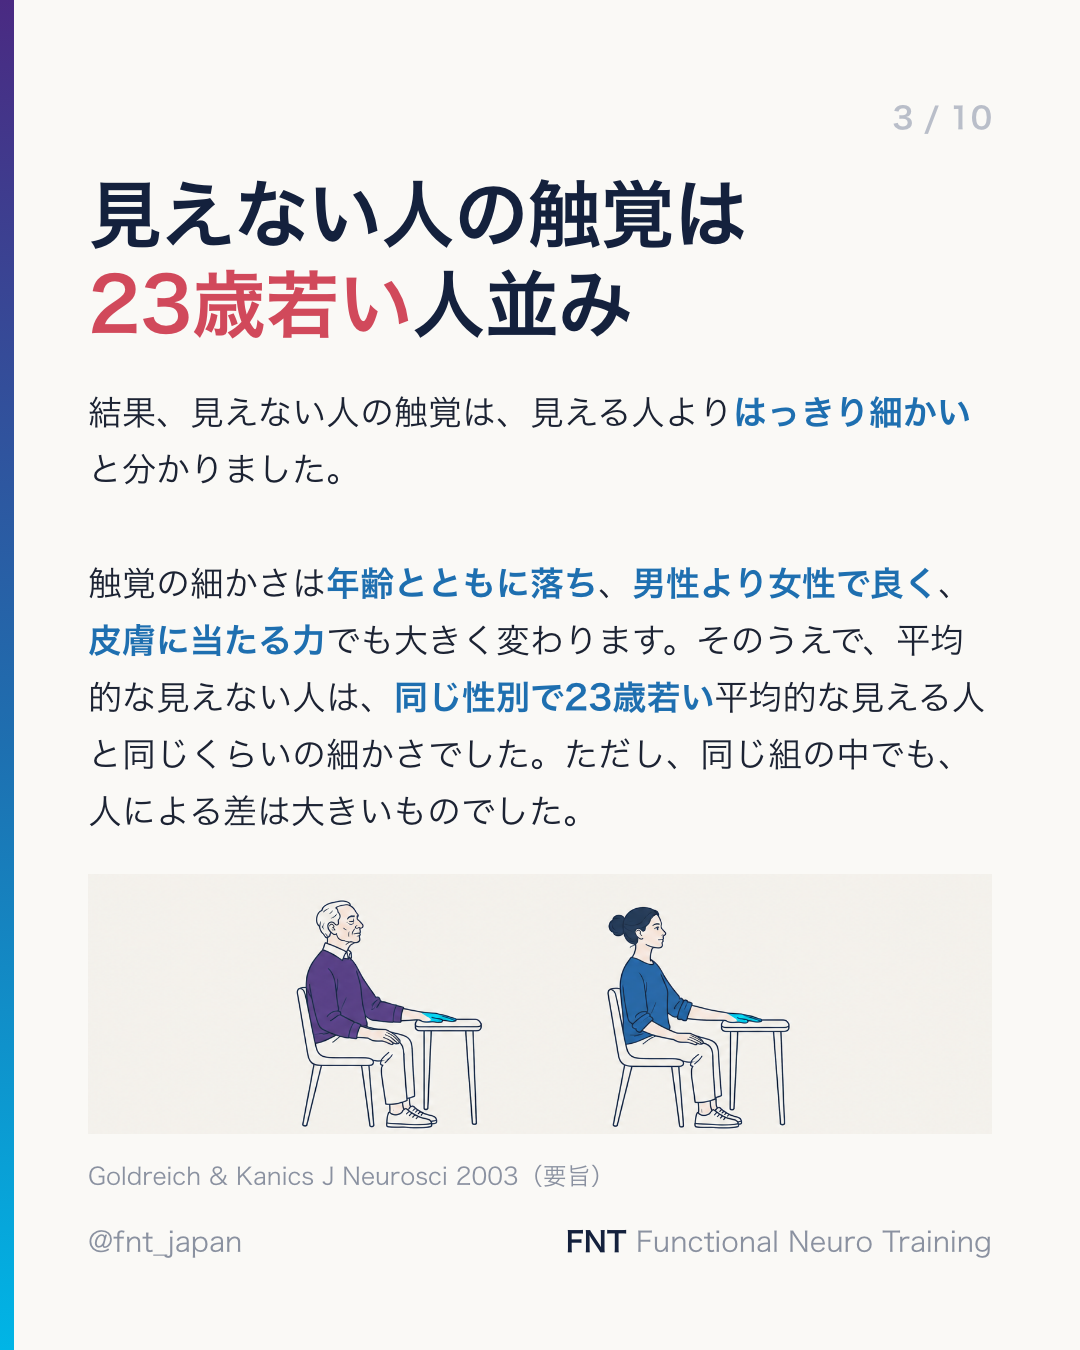 3 / 10
見えない人の触覚は
23歳若い人並み
結果、見えない人の触覚は、見える人よりはっきり細かい
と分かりました。
触覚の細かさは年齢とともに落ち、男性より女性で良く、
皮膚に当たる力でも大きく変わります。そのうえで、平均
的な見えない人は、同じ性別で23歳若い平均的な見える人
と同じくらいの細かさでした。ただし、同じ組の中でも、
人による差は大きいものでした。
Goldreich & Kanics J Neurosci 2003（要旨）
@fnt_japan
FNT Functional Neuro Training